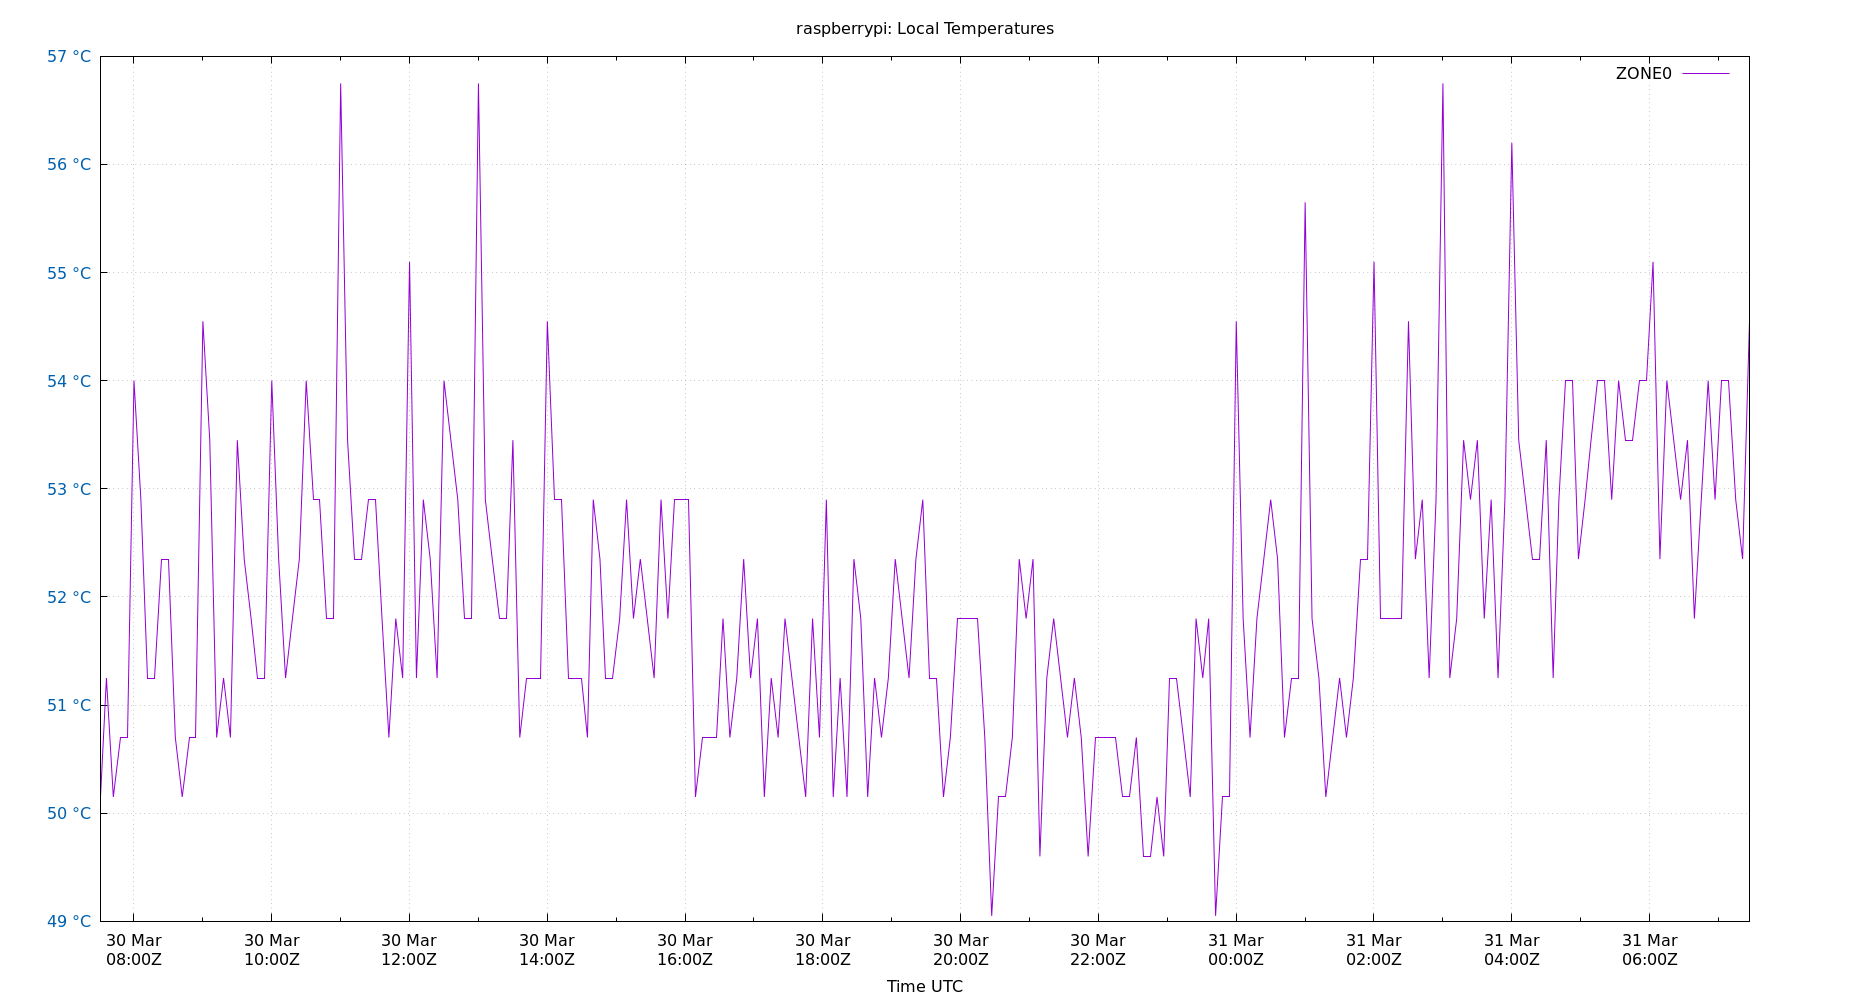 raspberrypi: Local Temperatures
57 °C
ZONE0
56 °C
55 °C
54 °C
53 °C
52 °C
51 °C
50 °C
49 °C
30 Mar 30 Mar 30 Mar 30 Mar 30 Mar 30 Mar 30 Mar 30 Mar 31 Mar 31 Mar 31 Mar 31 Mar
08:00Z 10:00Z 12:00Z 14:00Z 16:00Z 18:00Z 20:00Z 22:00Z 00:00Z 02:00Z 04:00Z 06:00Z
Time UTC